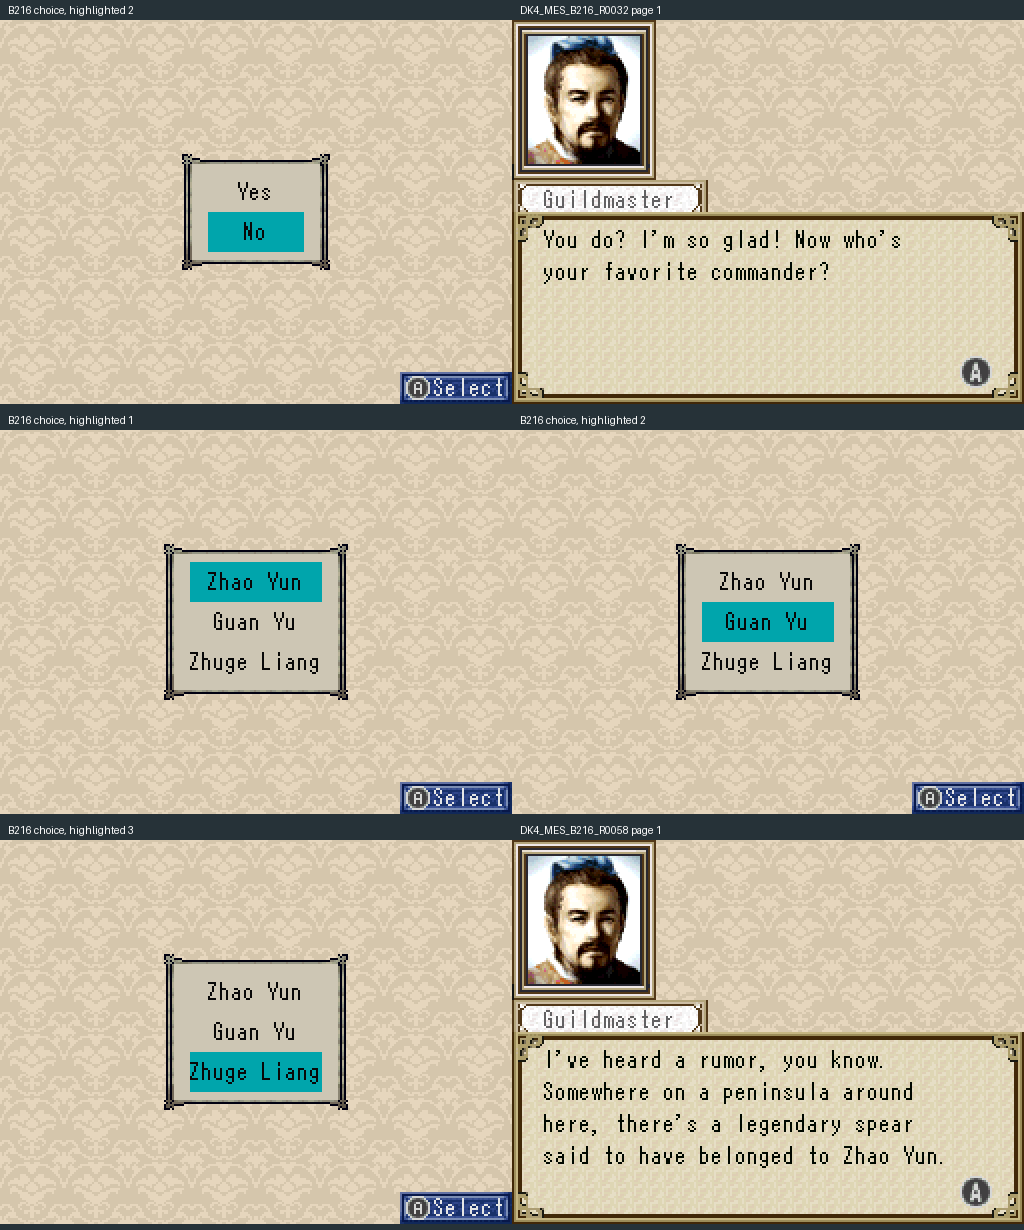 B216 choice, highlighted 2
Yes
No
A Select
DK4_MES_B216_R0032 page 1
Guildmaster
You do? I'm so glad! Now who's
your favorite commander?
A
B216 choice, highlighted 1
Zhao Yun
Guan Yu
Zhuge Liang
A Select
B216 choice, highlighted 2
Zhao Yun
Guan Yu
Zhuge Liang
A Select
B216 choice, highlighted 3
Zhao Yun
Guan Yu
Zhuge Liang
A Select
DK4_MES_B216_R0058 page 1
Guildmaster
I've heard a rumor, you know.
Somewhere on a peninsula around
here, there's a legendary spear
said to have belonged to Zhao Yun.
A